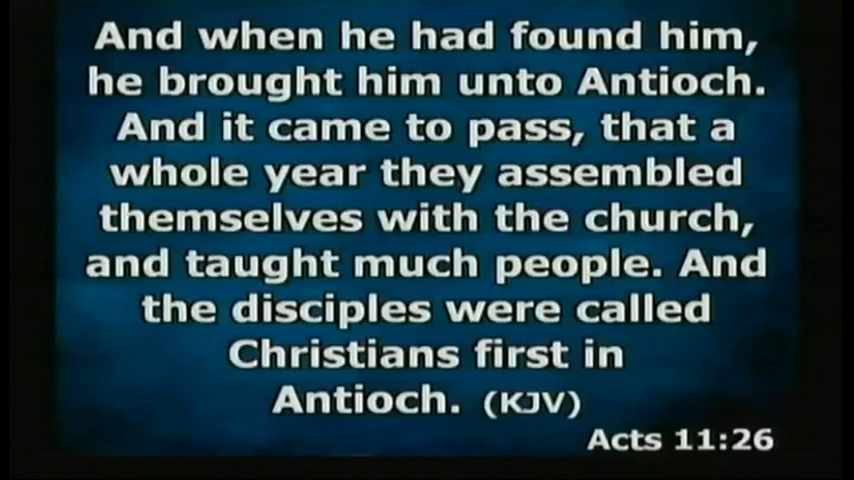 And when he had found him,
he brought him unto Antioch.
And it came to pass, that a
whole year they assembled
themselves with the church,
and taught much people. And
the disciples were called
Christians first in
Antioch. (KJV)
Acts 11:26